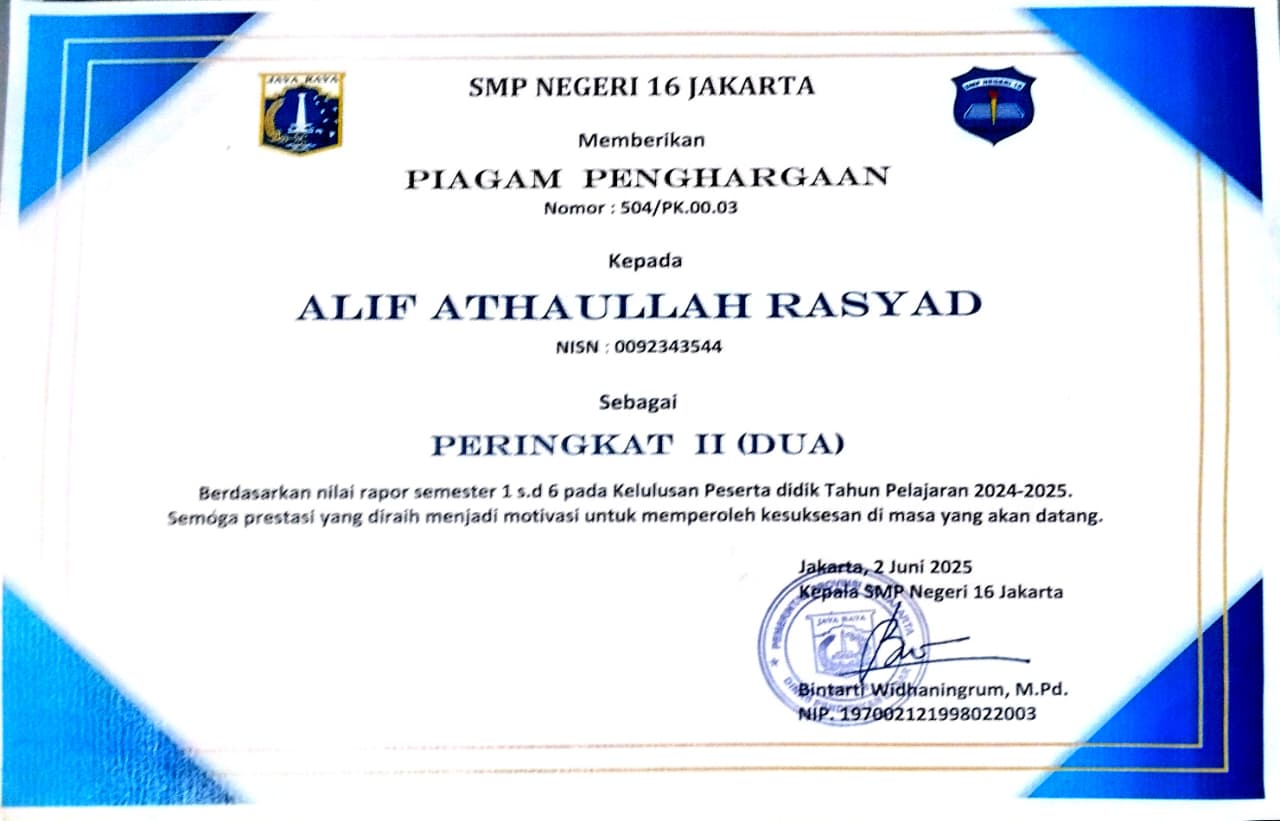 JAYA RAYA
SMP NEGERI 16 JAKARTA
SMP NEGERI 16
Memberikan
PIAGAM PENGHARGAAN
Nomor : 504/PK.00.03
Kepada
ALIF ATHAULLAH RASYAD
NISN : 0092343544
Sebagai
PERINGKAT II (DUA)
Berdasarkan nilai rapor semester 1 s.d 6 pada Kelulusan Peserta didik Tahun Pelajaran 2024-2025.
Semoga prestasi yang diraih menjadi motivasi untuk memperoleh kesuksesan di masa yang akan datang.
Jakarta, 2 Juni 2025
Kepala SMP Negeri 16 Jakarta
JAYA RAYA
Bintarti Widhaningrum, M.Pd.
NIP. 197002121998022003